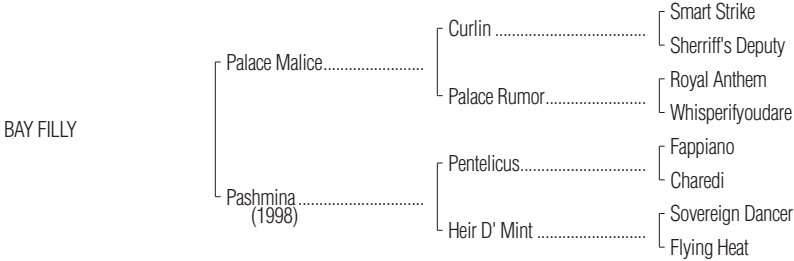 Smart Strike
Curlin ....................................
Sherriff's Deputy
Palace Malice........................
Royal Anthem
Palace Rumor........................
Whisperifyoudare
BAY FILLY
Fappiano
Pentelicus..............................
Charedi
Pashmina ..............................
(1998)
Sovereign Dancer
Heir D' Mint ..........................
Flying Heat